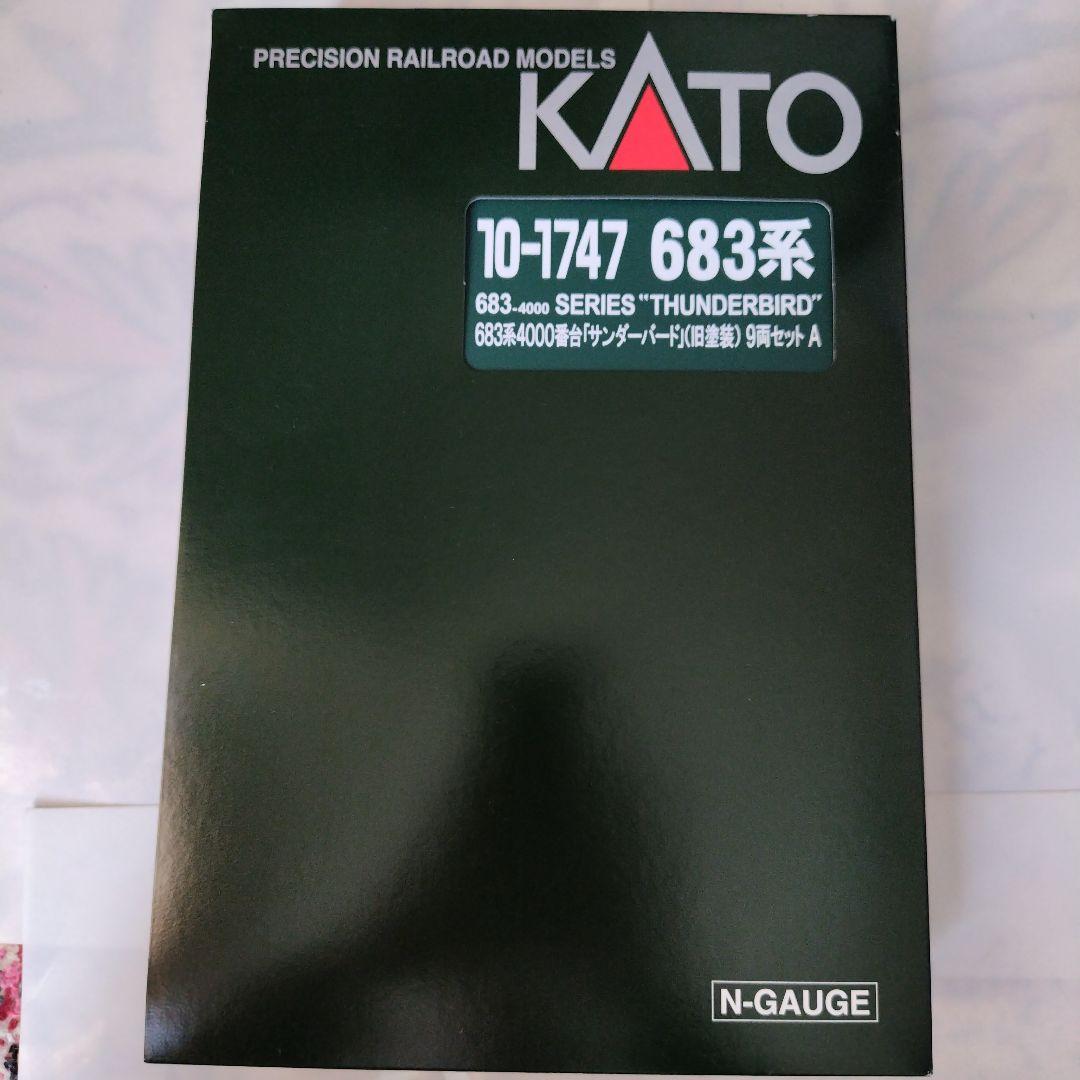 PRECISION RAILROAD MODELS
KATO
10-1747 683系
683-4000 SERIES "THUNDERBIRD"
683系4000番台「サンダーバード」(旧塗装) 9両セット A
N-GAUGE